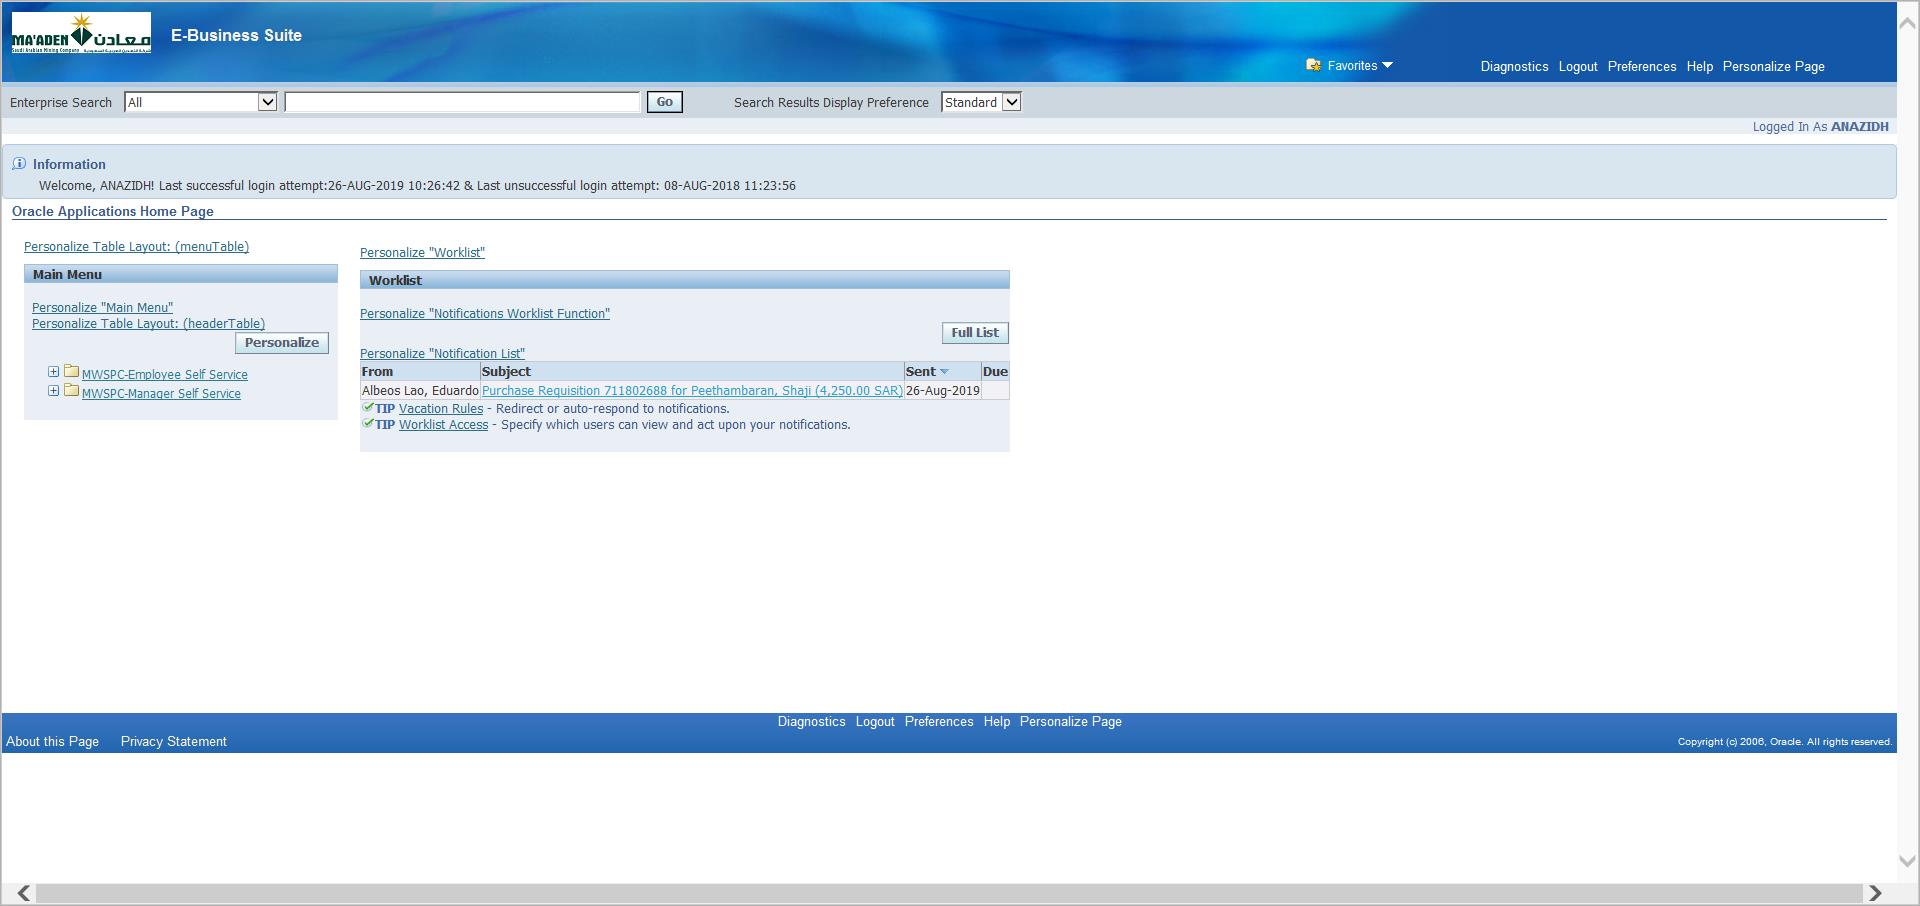 MA'ADEN معادن
Saudi Arabian Mining Company
E-Business Suite
Favorites
Diagnostics Logout Preferences Help Personalize Page
Enterprise Search All Go Search Results Display Preference Standard
Logged In As ANAZIDH
Information
Welcome, ANAZIDH! Last successful login attempt:26-AUG-2019 10:26:42 & Last unsuccessful login attempt: 08-AUG-2018 11:23:56
Oracle Applications Home Page
Personalize Table Layout: (menuTable)
Main Menu
Personalize "Main Menu"
Personalize Table Layout: (headerTable)
Personalize
MWSPC-Employee Self Service
MWSPC-Manager Self Service
Personalize "Worklist"
Worklist
Personalize "Notifications Worklist Function"
Full List
Personalize "Notification List"
From Subject Sent Due
Albeos Lao, Eduardo Purchase Requisition 711802688 for Peethambaran, Shaji (4,250.00 SAR) 26-Aug-2019
TIP Vacation Rules - Redirect or auto-respond to notifications.
TIP Worklist Access - Specify which users can view and act upon your notifications.
Diagnostics Logout Preferences Help Personalize Page
About this Page Privacy Statement
Copyright (c) 2006, Oracle. All rights reserved.